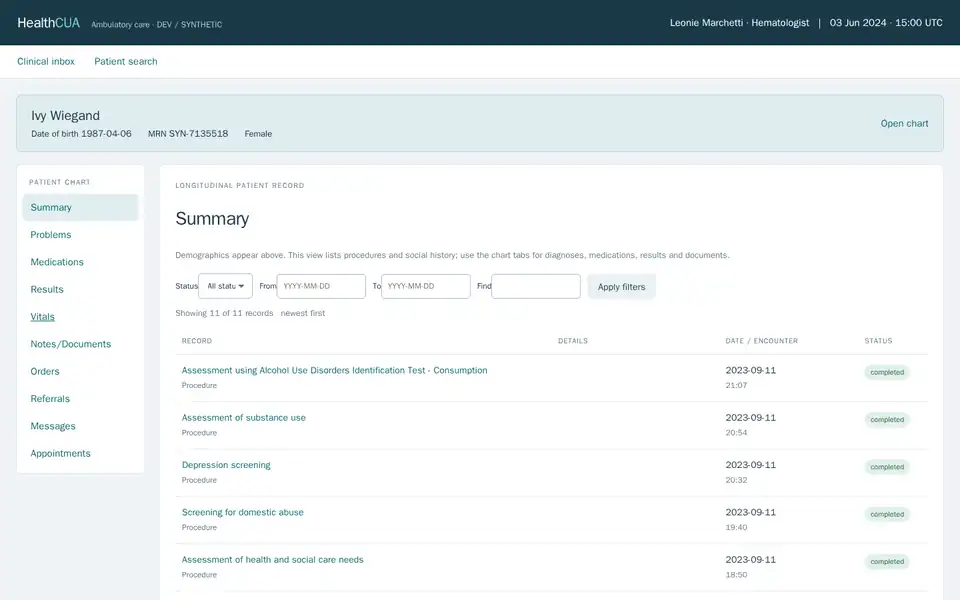 HealthCUA Ambulatory care · DEV / SYNTHETIC Leonie Marchetti · Hematologist | 03 Jun 2024 · 15:00 UTC
Clinical inbox Patient search
Ivy Wiegand
Date of birth 1987-04-06 MRN SYN-7135518 Female
Open chart
PATIENT CHART
Summary
Problems
Medications
Results
Vitals
Notes/Documents
Orders
Referrals
Messages
Appointments
LONGITUDINAL PATIENT RECORD
Summary
Demographics appear above. This view lists procedures and social history; use the chart tabs for diagnoses, medications, results and documents.
Status All statu From YYYY-MM-DD To YYYY-MM-DD Find Apply filters
Showing 11 of 11 records newest first
RECORD DETAILS DATE / ENCOUNTER STATUS
Assessment using Alcohol Use Disorders Identification Test - Consumption 2023-09-11 completed
Procedure 21:07
Assessment of substance use 2023-09-11 completed
Procedure 20:54
Depression screening 2023-09-11 completed
Procedure 20:32
Screening for domestic abuse 2023-09-11 completed
Procedure 19:40
Assessment of health and social care needs 2023-09-11 completed
Procedure 18:50